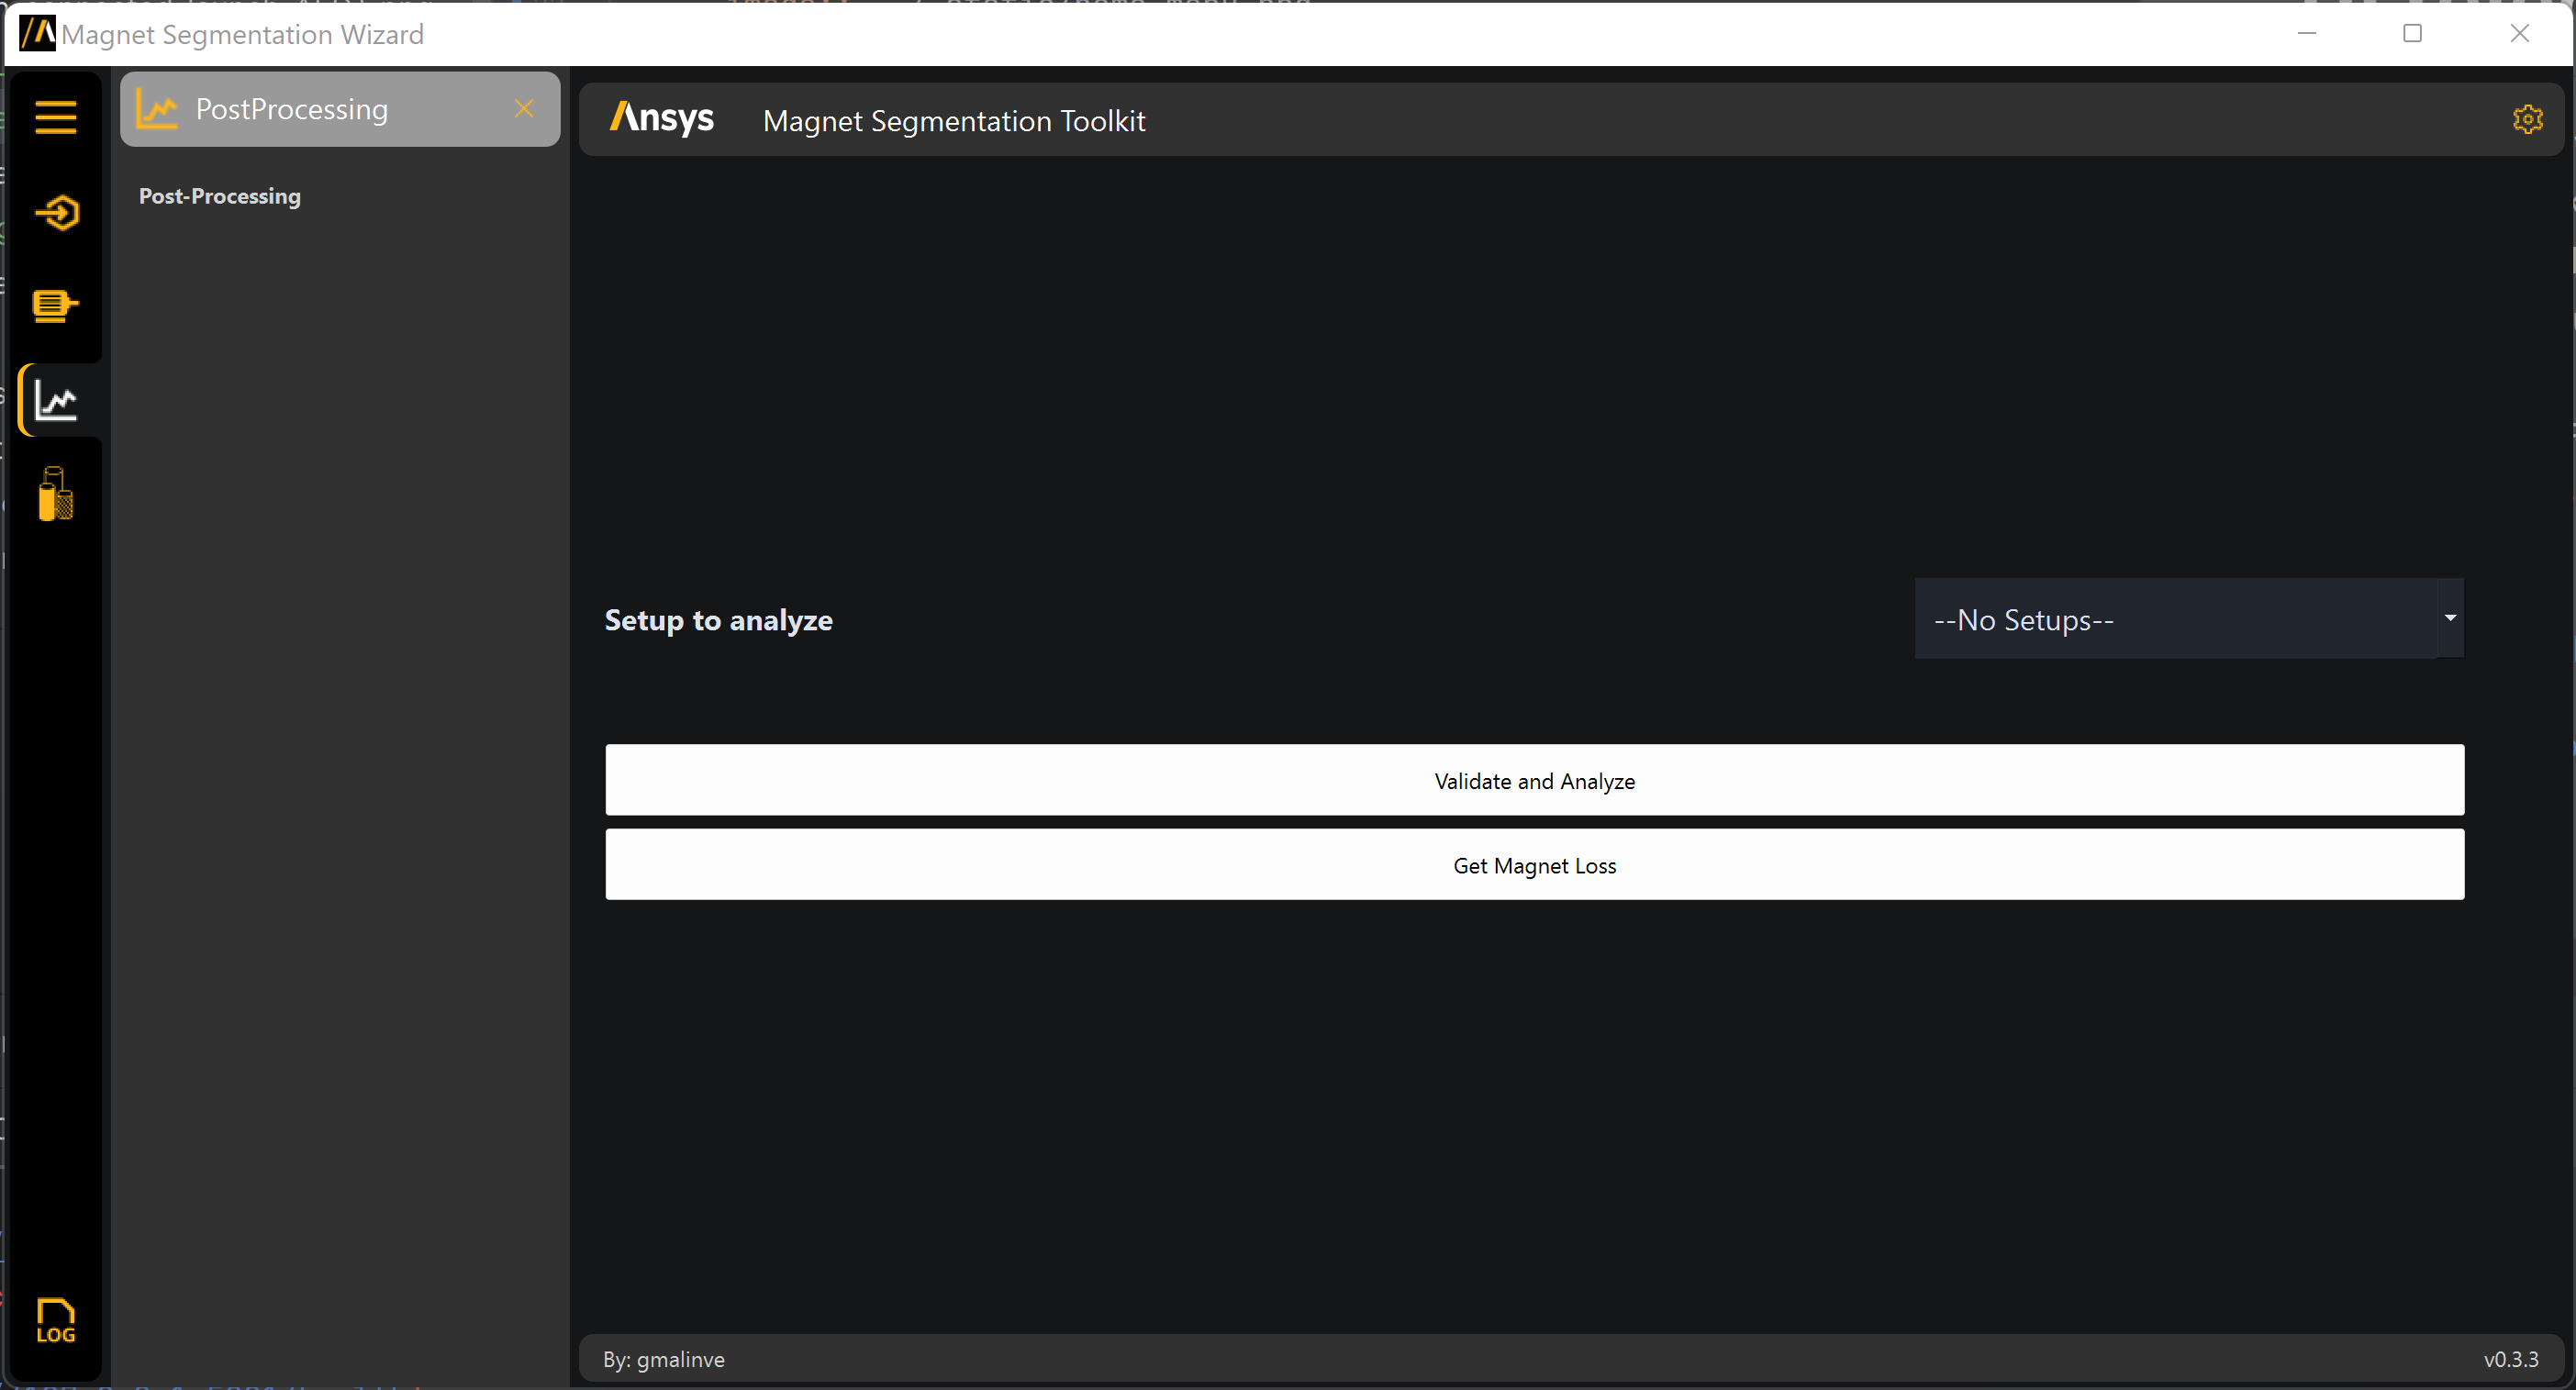 Magnet Segmentation Wizard
PostProcessing
Post-Processing
Ansys
Magnet Segmentation Toolkit
Setup to analyze
--No Setups--
Validate and Analyze
Get Magnet Loss
LOG
By: gmalinve
v0.3.3